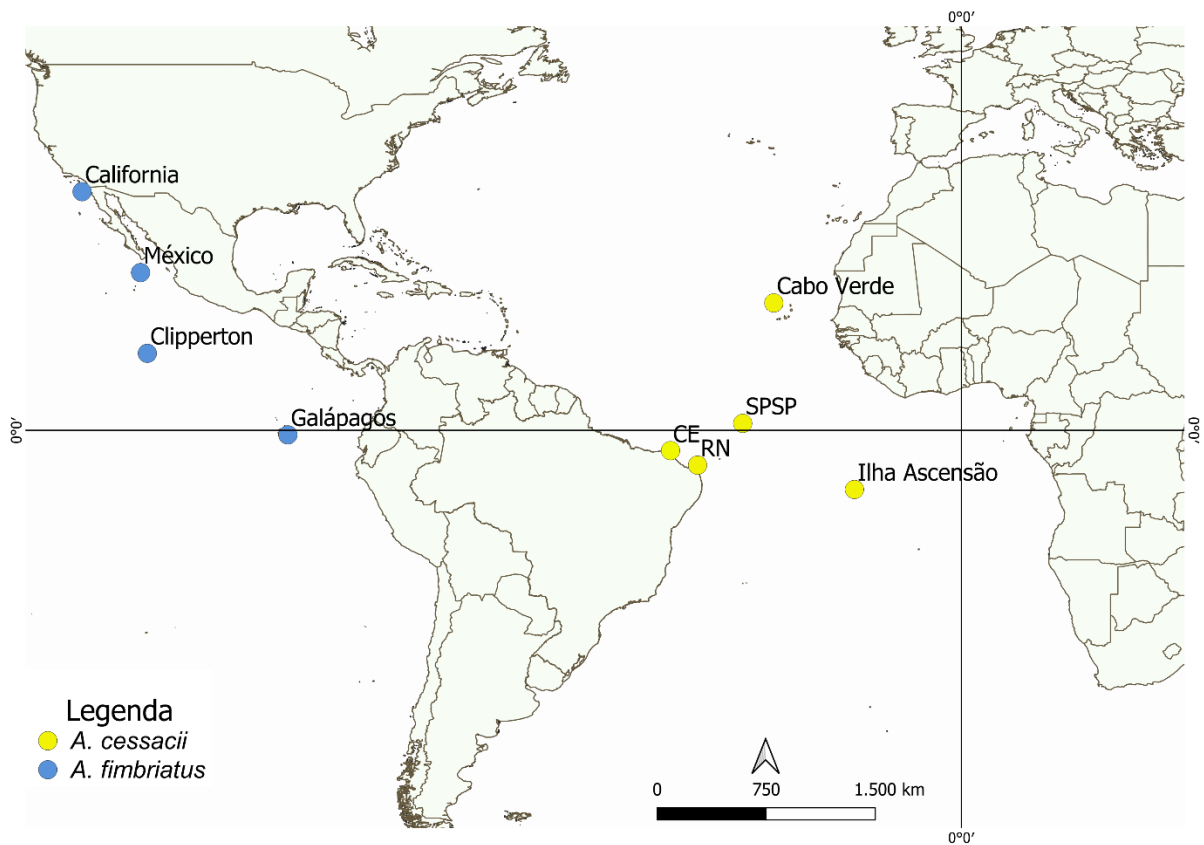 0°0′
California
México
Cabo Verde
Clipperton
SPSP
Galápagos
0°0′
0°0′
CE
RN
Ilha Ascensão
Legenda
A. cessacii
A. fimbriatus
0
750
1.500 km
0°0′